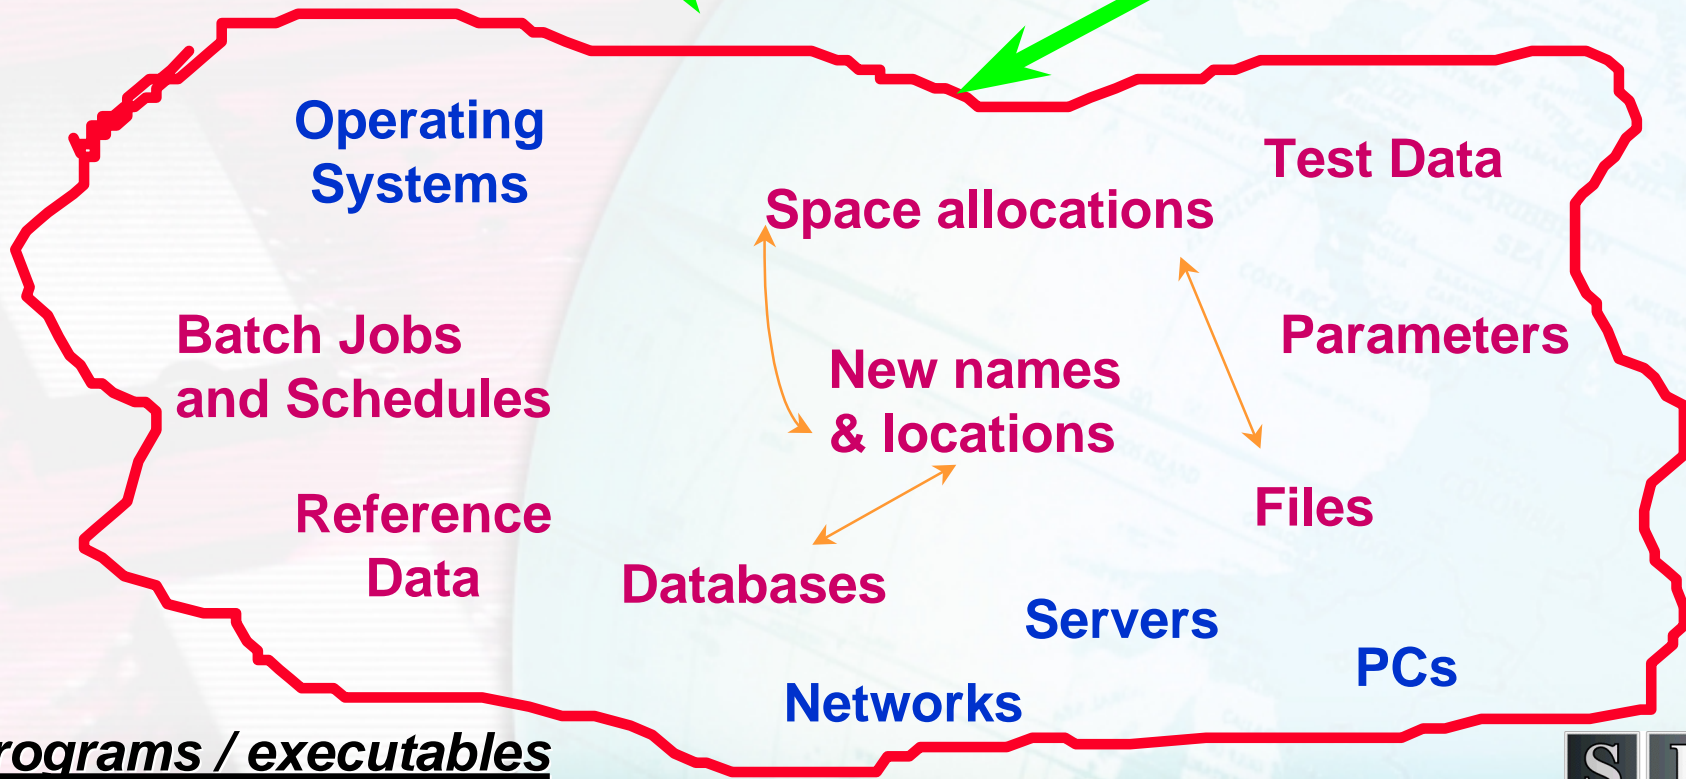 Operating
Systems
Test Data
Space allocations
Batch Jobs
and Schedules
New names
& locations
Parameters
Reference
Data
Files
Databases
Servers
PCs
Networks
rograms / executables
S